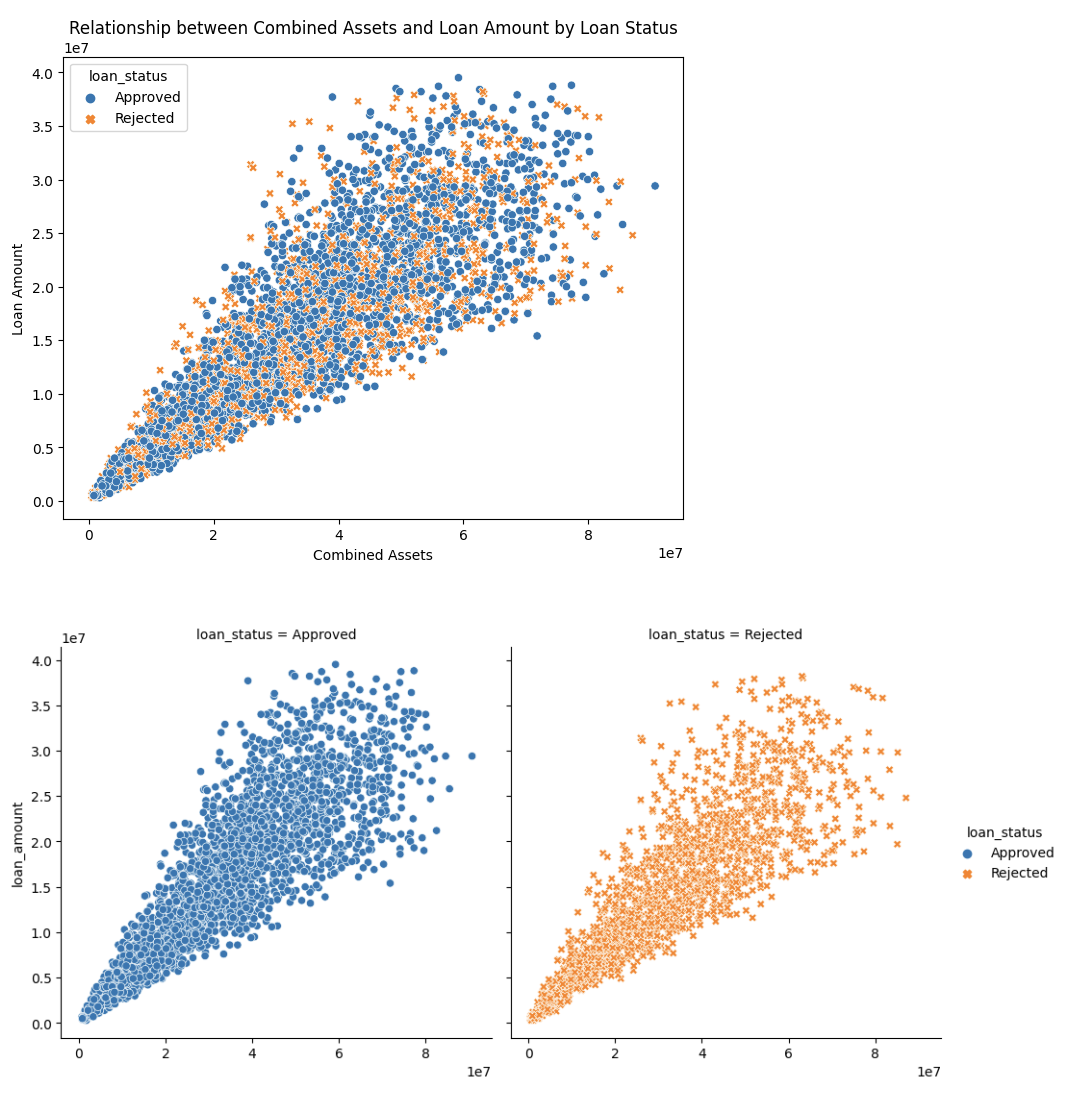 Relationship between Combined Assets and Loan Amount by Loan Status
1e7
loan_status
Approved
Rejected
4.0
3.5
3.0
2.5
2.0
1.5
1.0
0.5
0.0
Loan Amount
0 2 4 6 8
1e7
Combined Assets
loan_status = Approved
loan_status = Rejected
1e7
4.0
3.5
3.0
2.5
2.0
1.5
1.0
0.5
0.0
loan_amount
0 2 4 6 8
1e7
0 2 4 6 8
1e7
loan_status
Approved
Rejected